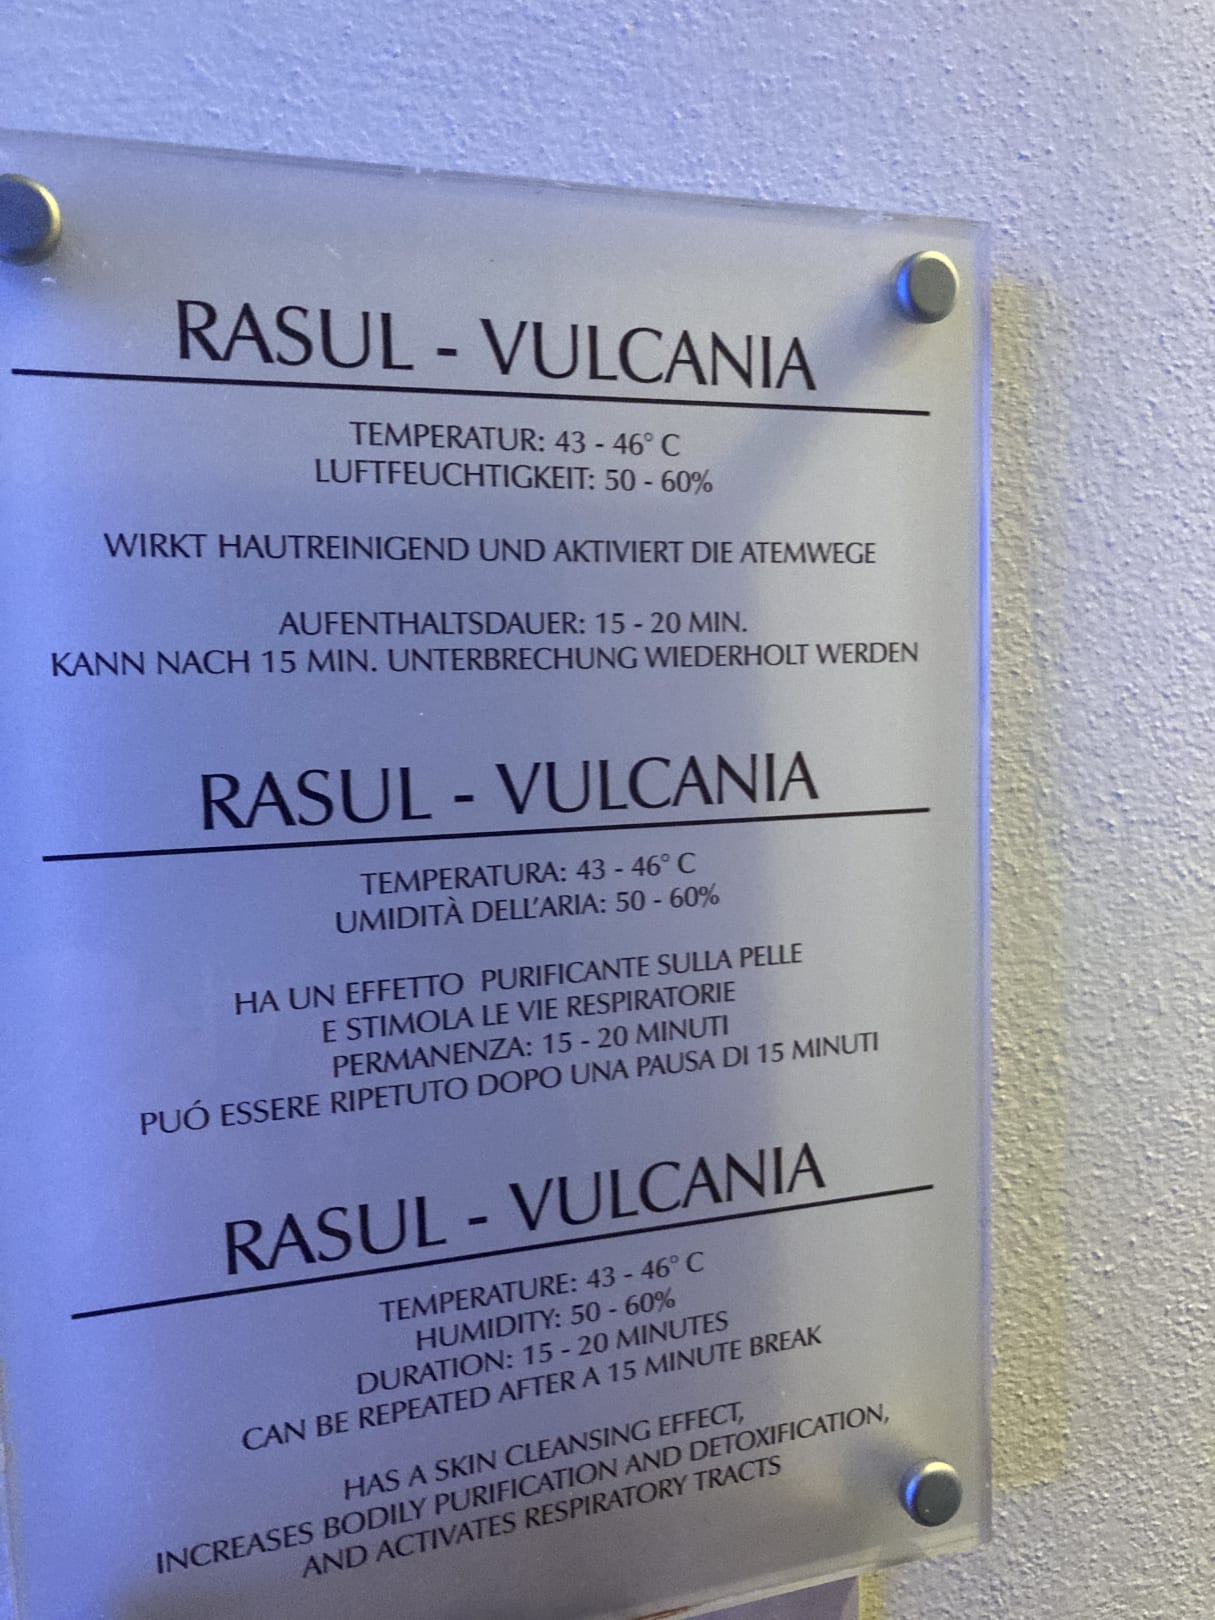 RASUL - VULCANIA
TEMPERATUR: 43 - 46° C
LUFTFEUCHTIGKEIT: 50 - 60%
WIRKT HAUTREINIGEND UND AKTIVIERT DIE ATEMWEGE
AUFENTHALTSDAUER: 15 - 20 MIN.
KANN NACH 15 MIN. UNTERBRECHUNG WIEDERHOLT WERDEN
RASUL - VULCANIA
TEMPERATURA: 43 - 46° C
UMIDITÀ DELL'ARIA: 50 - 60%
HA UN EFFETTO PURIFICANTE SULLA PELLE
E STIMOLA LE VIE RESPIRATORIE
PERMANENZA: 15 - 20 MINUTI
PUÓ ESSERE RIPETUTO DOPO UNA PAUSA DI 15 MINUTI
RASUL - VULCANIA
TEMPERATURE: 43 - 46° C
HUMIDITY: 50 - 60%
DURATION: 15 - 20 MINUTES
CAN BE REPEATED AFTER A 15 MINUTE BREAK
HAS A SKIN CLEANSING EFFECT,
INCREASES BODILY PURIFICATION AND DETOXIFICATION,
AND ACTIVATES RESPIRATORY TRACTS